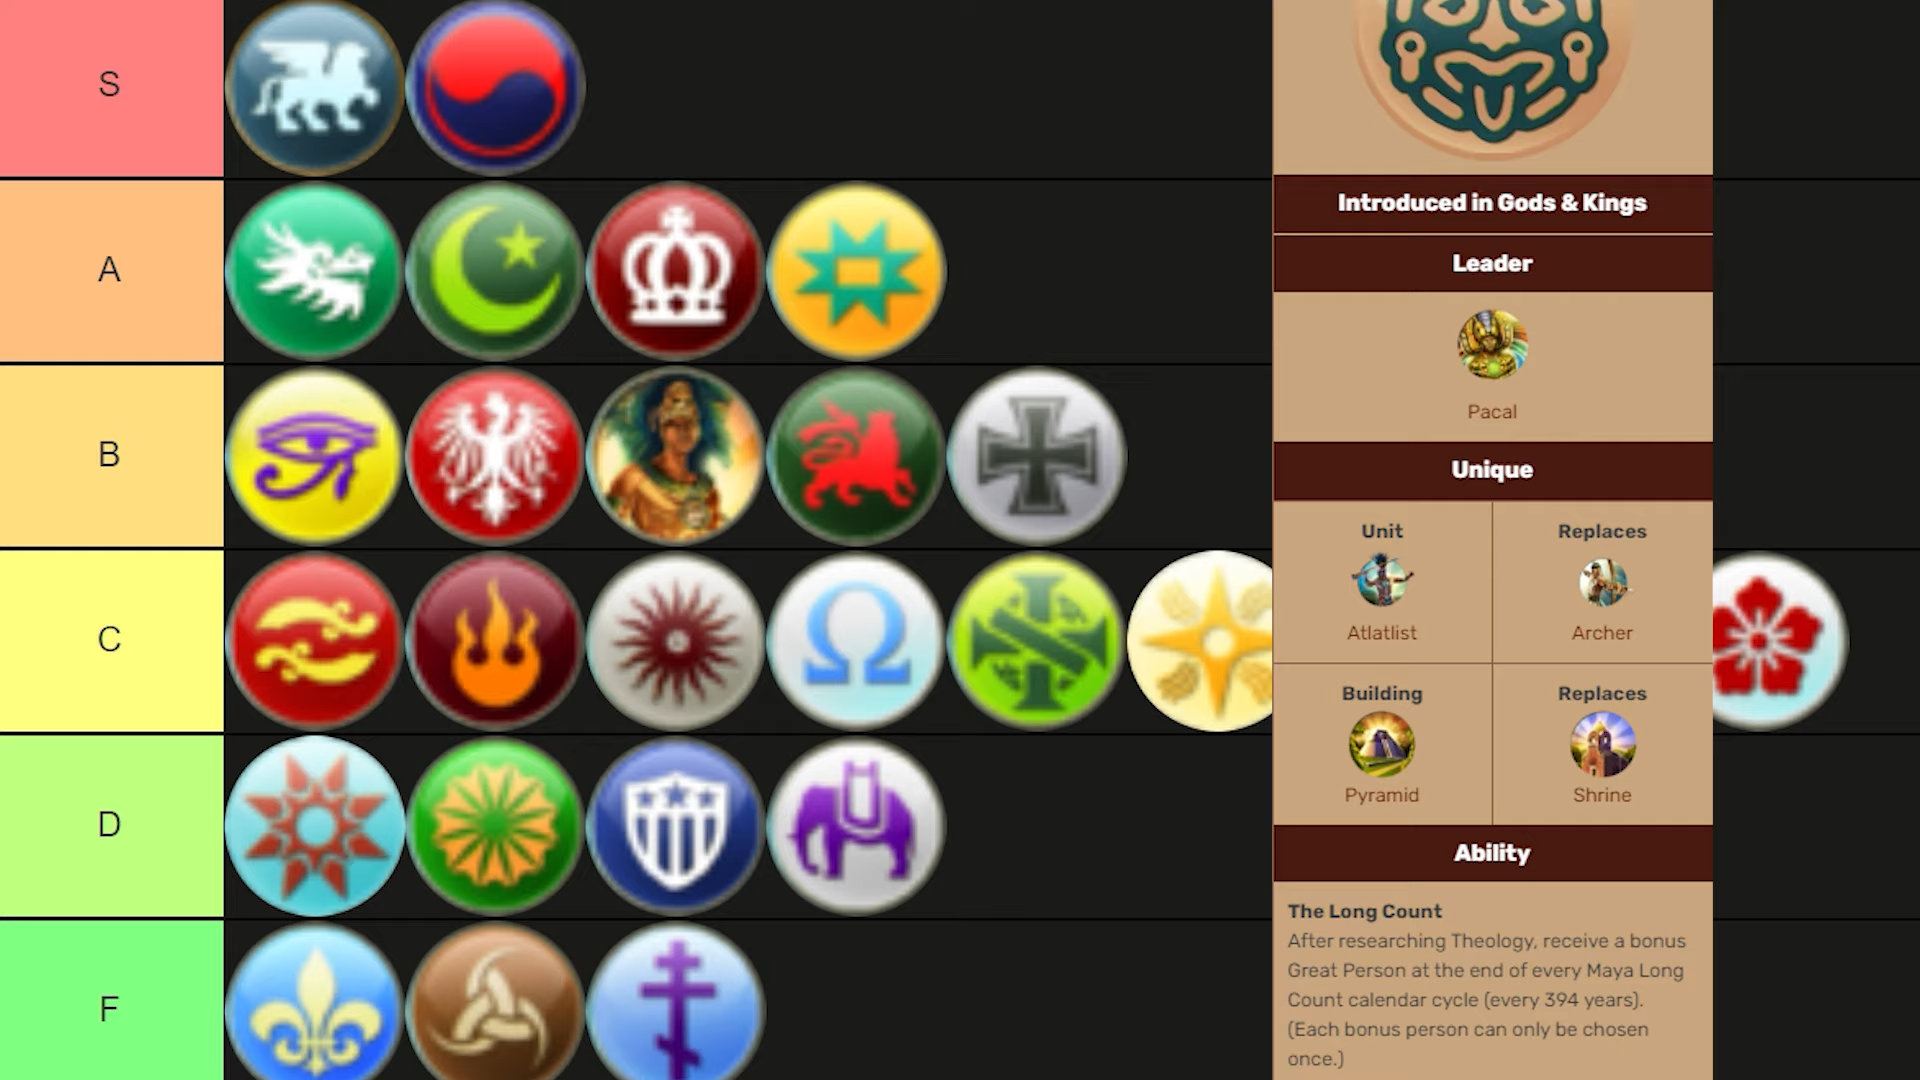 S
A
B
C
D
F
Introduced in Gods & Kings
Leader
Pacal
Unique
Unit
Replaces
Atlatlist
Archer
Building
Replaces
Pyramid
Shrine
Ability
The Long Count
After researching Theology, receive a bonus
Great Person at the end of every Maya Long
Count calendar cycle (every 394 years).
(Each bonus person can only be chosen
once.)